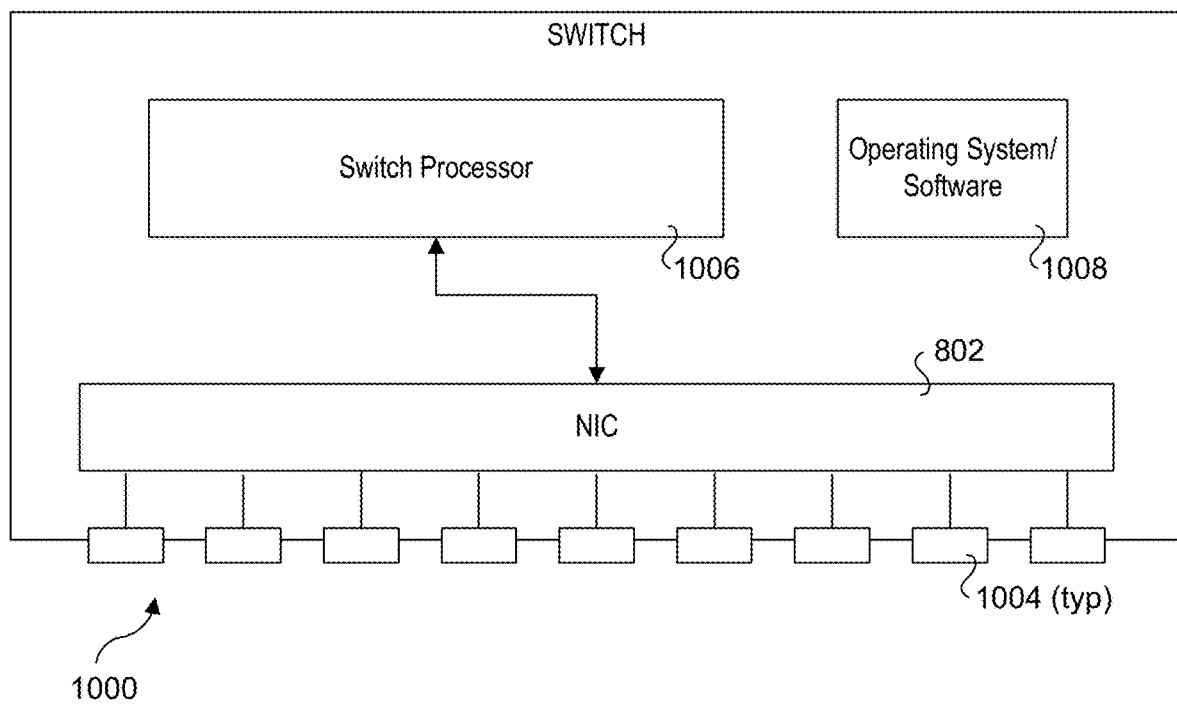 SWITCH
Switch Processor
Operating System/
Software
1006
1008
802
NIC
1004 (typ)
1000